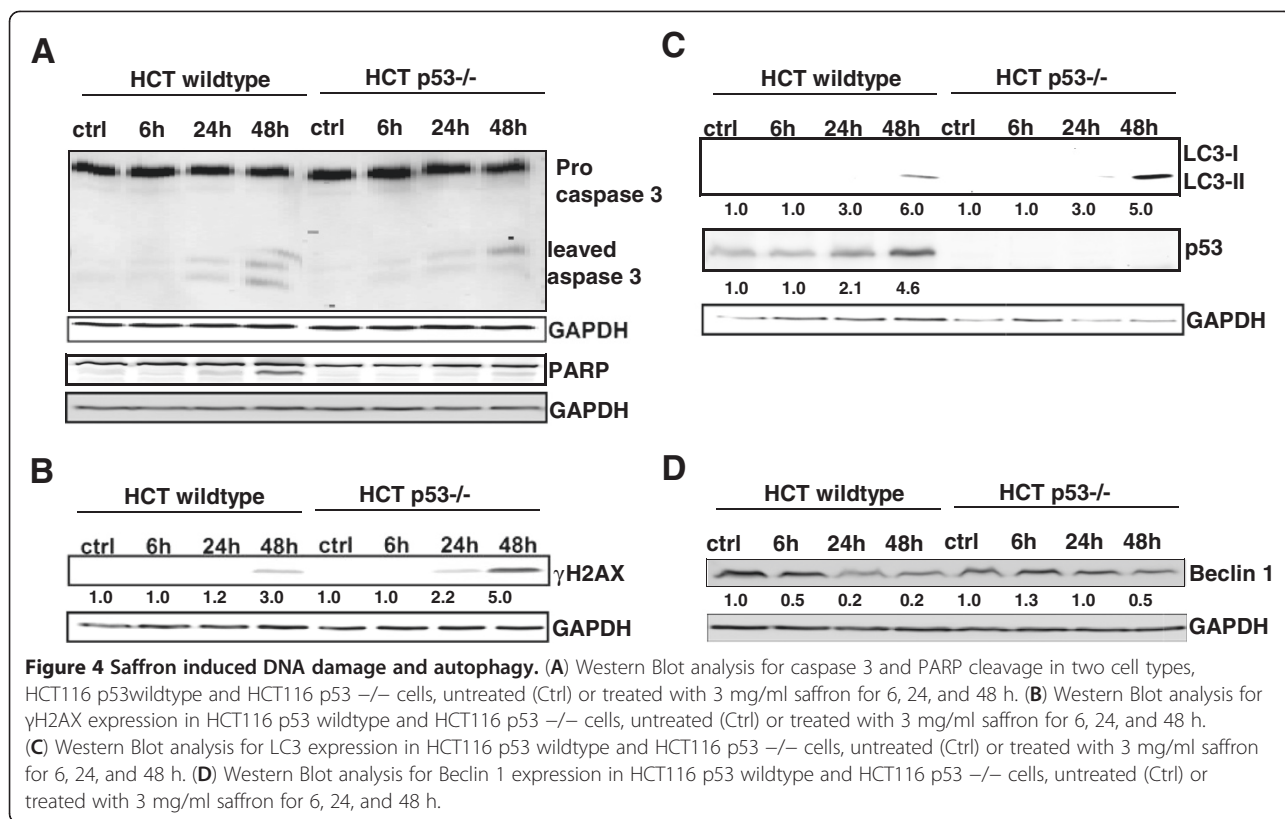 A
HCT wildtype HCT p53-/-
ctrl 6h 24h 48h ctrl 6h 24h 48h
Pro
caspase 3
leaved
aspase 3
GAPDH
PARP
GAPDH
B
HCT wildtype HCT p53-/-
ctrl 6h 24h 48h ctrl 6h 24h 48h
γH2AX
1.0 1.0 1.2 3.0 1.0 1.0 2.2 5.0
GAPDH
C
HCT wildtype HCT p53-/-
ctrl 6h 24h 48h ctrl 6h 24h 48h
LC3-I
LC3-II
1.0 1.0 3.0 6.0 1.0 1.0 3.0 5.0
p53
1.0 1.0 2.1 4.6
GAPDH
D
HCT wildtype HCT p53-/-
ctrl 6h 24h 48h ctrl 6h 24h 48h
Beclin 1
1.0 0.5 0.2 0.2 1.0 1.3 1.0 0.5
GAPDH
Figure 4 Saffron induced DNA damage and autophagy. (A) Western Blot analysis for caspase 3 and PARP cleavage in two cell types,
HCT116 p53wildtype and HCT116 p53 −/− cells, untreated (Ctrl) or treated with 3 mg/ml saffron for 6, 24, and 48 h. (B) Western Blot analysis for
γH2AX expression in HCT116 p53 wildtype and HCT116 p53 −/− cells, untreated (Ctrl) or treated with 3 mg/ml saffron for 6, 24, and 48 h.
(C) Western Blot analysis for LC3 expression in HCT116 p53 wildtype and HCT116 p53 −/− cells, untreated (Ctrl) or treated with 3 mg/ml saffron
for 6, 24, and 48 h. (D) Western Blot analysis for Beclin 1 expression in HCT116 p53 wildtype and HCT116 p53 −/− cells, untreated (Ctrl) or
treated with 3 mg/ml saffron for 6, 24, and 48 h.